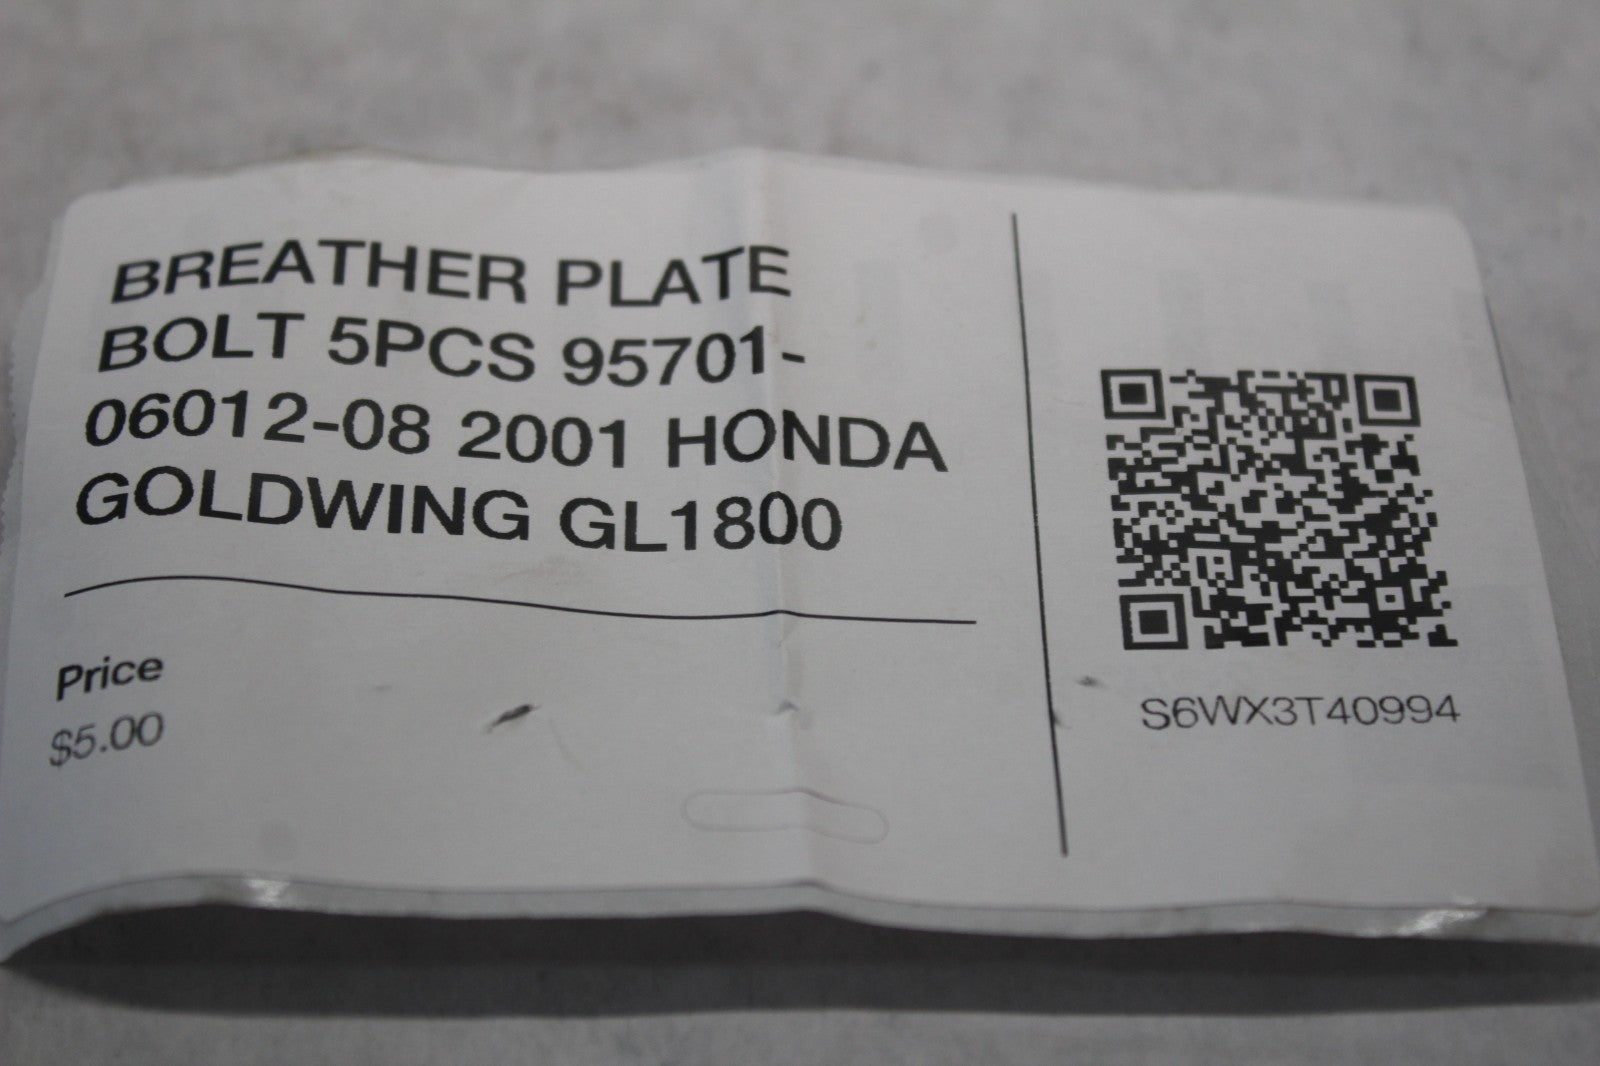 BREATHER PLATE
BOLT 5PCS 95701-
06012-08 2001 HONDA
GOLDWING GL1800
Price
$5.00
S6WX3T40994